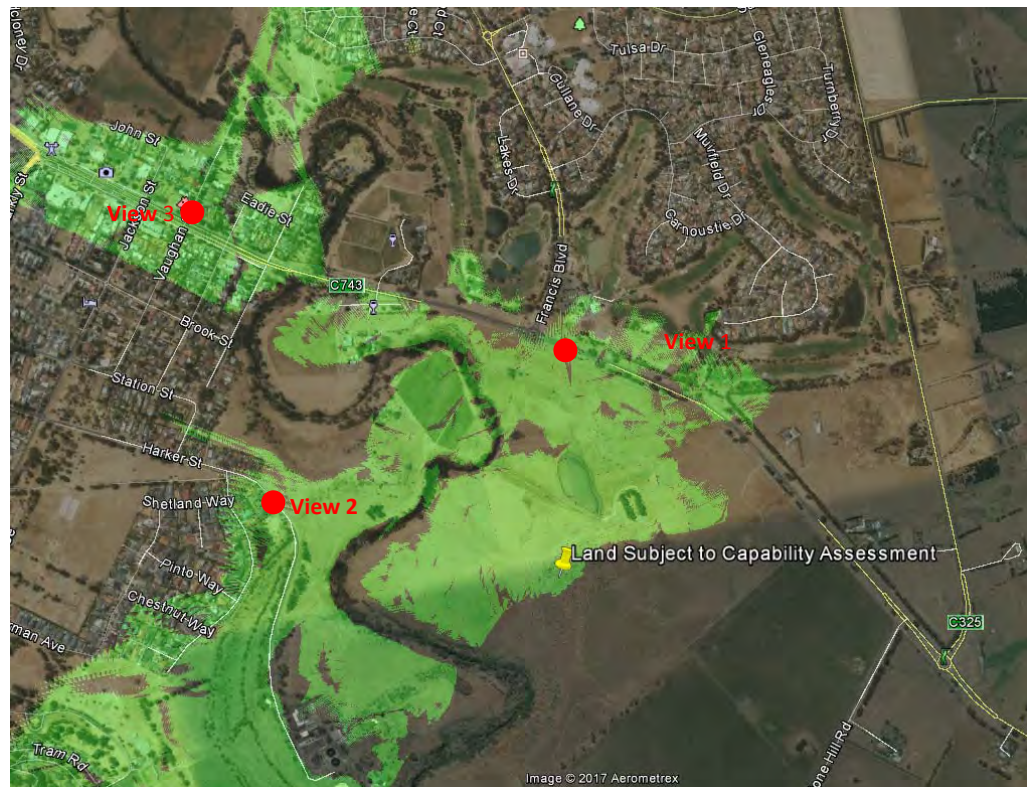 Tulsa Dr
Gleneagles Dr
Turnberry Dr
Gullane Dr
John St
Lakes Dr
Muirfield Dr
Eadie St
View 3
Jackson St
Carnoustie Dr
Vaughan
Francis Blvd
C743
Brook St
View 1
Station St
Harker St
Shetland Way
View 2
Land Subject to Capability Assessment
Pinto Way
Chestnut Way
C325
Tram Rd
Image © 2017 Aerometrex